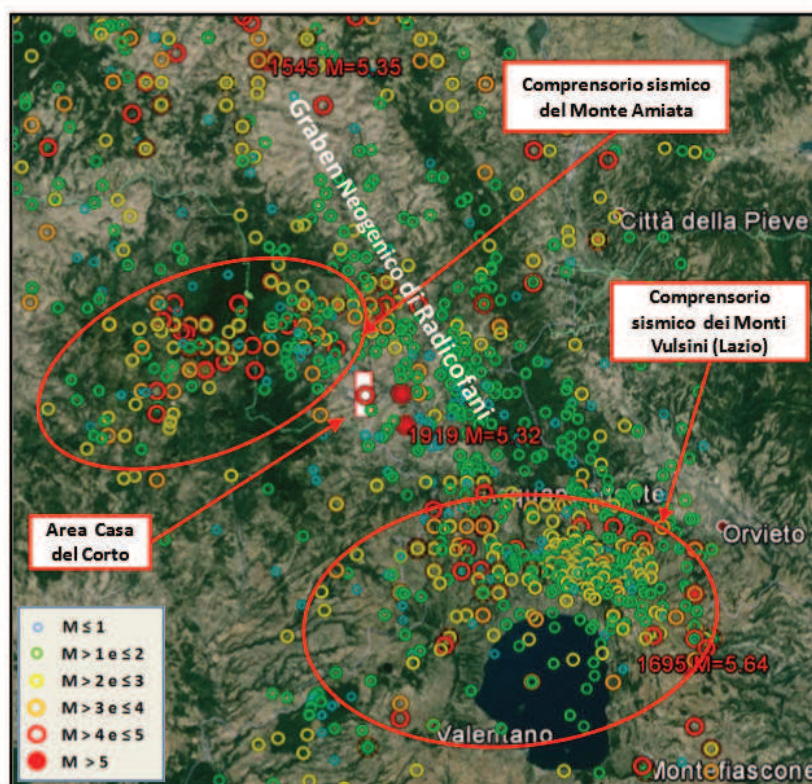 1545 M=5.35
Comprensorio sismico
del Monte Amiata
Graben Neogenico di Radicofani
Città della Pieve
Comprensorio
sismico dei Monti
Vulsini (Lazio)
1919 M=5.32
Area Casa
del Corto
Orvieto
M ≤ 1
M > 1 e ≤ 2
M > 2 e ≤ 3
M > 3 e ≤ 4
M > 4 e ≤ 5
M > 5
1695 M=5.64
Valentano
Montefiascone